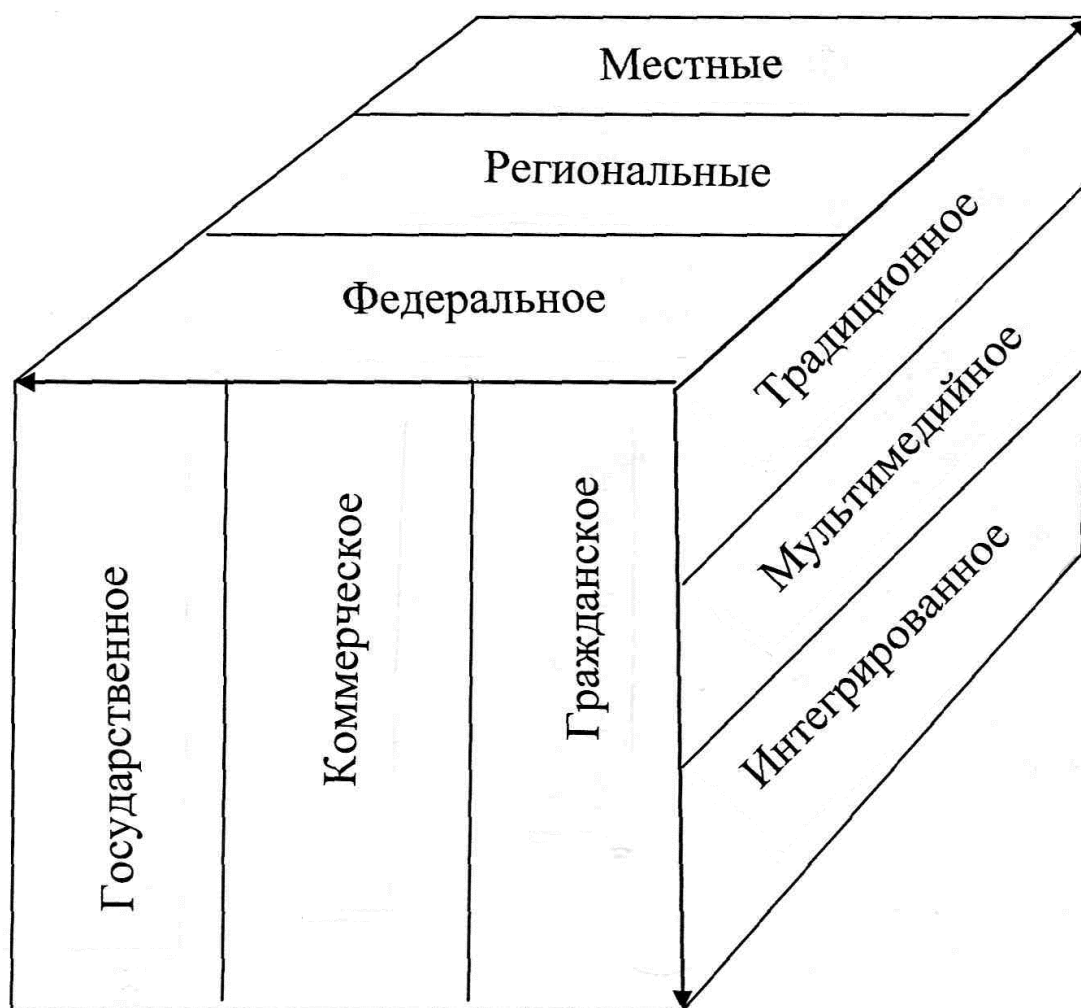 Местные
Региональные
Федеральное
Традиционное
Мультимедийное
Интегрированное
Государственное
Коммерческое
Гражданское